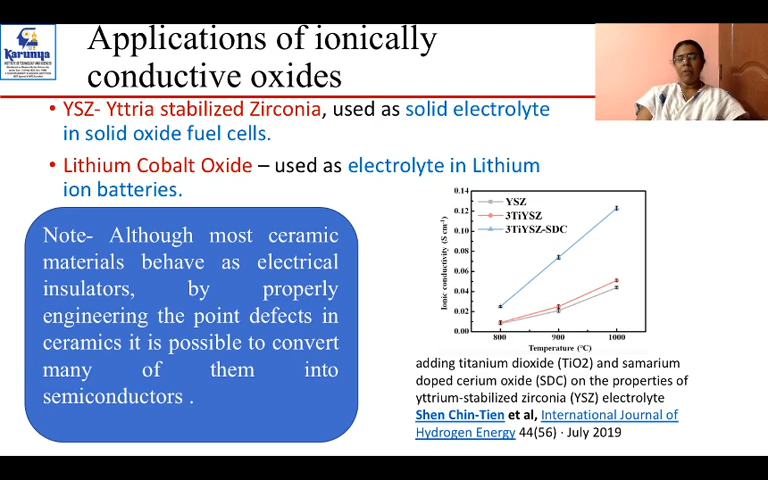 Karunya
Applications of ionically
conductive oxides
• YSZ- Yttria stabilized Zirconia, used as solid electrolyte
in solid oxide fuel cells.
• Lithium Cobalt Oxide – used as electrolyte in Lithium
ion batteries.
Note- Although most ceramic
materials behave as electrical
insulators, by properly
engineering the point defects in
ceramics it is possible to convert
many of them into
semiconductors .
Ionic conductivity (S cm⁻¹)
0.14
0.12
0.10
0.08
0.06
0.04
0.02
0.00
YSZ
3TiYSZ
3TiYSZ-SDC
800 900 1000
Temperature (°C)
adding titanium dioxide (TiO2) and samarium
doped cerium oxide (SDC) on the properties of
yttrium-stabilized zirconia (YSZ) electrolyte
Shen Chin-Tien et al, International Journal of
Hydrogen Energy 44(56) · July 2019